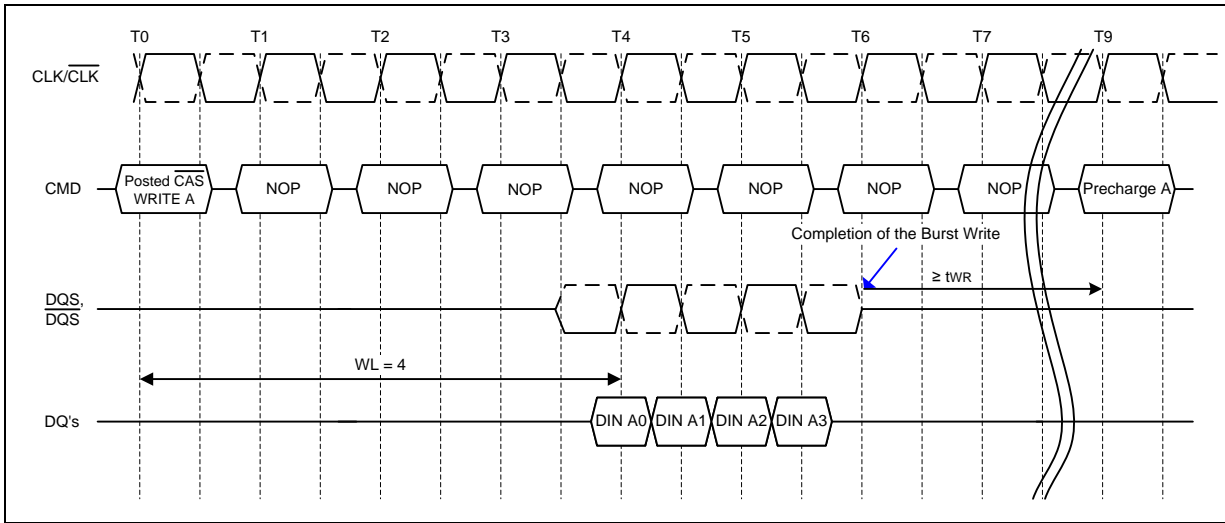 T0 T1 T2 T3 T4 T5 T6 T7 T9
CLK/CLK
CMD
Posted CAS
WRITE A
NOP NOP NOP NOP NOP NOP NOP Precharge A
Completion of the Burst Write
≥ tWR
DQS,
DQS
WL = 4
DQ's
DIN A0 DIN A1 DIN A2 DIN A3